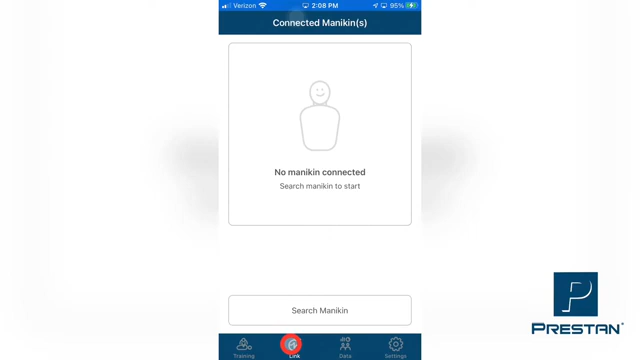 Verizon 2:08 PM 95%
Connected Manikin(s)
No manikin connected
Search manikin to start
Search Manikin
Training Link Data Settings
P
PRESTAN